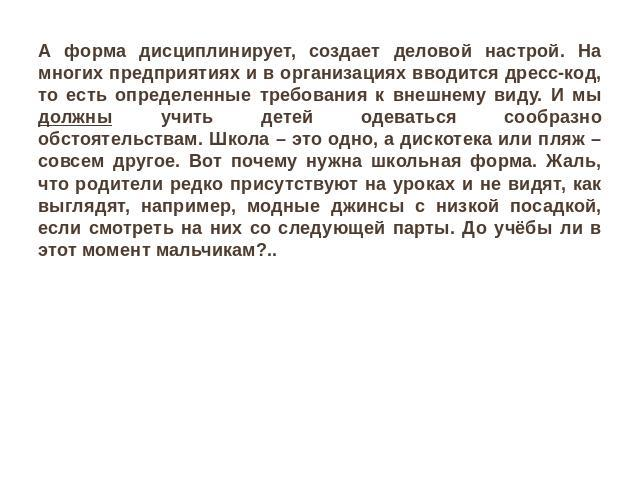 А форма дисциплинирует, создает деловой настрой. На
многих предприятиях и в организациях вводится дресс-код,
то есть определенные требования к внешнему виду. И мы
должны учить детей одеваться сообразно
обстоятельствам. Школа – это одно, а дискотека или пляж –
совсем другое. Вот почему нужна школьная форма. Жаль,
что родители редко присутствуют на уроках и не видят, как
выглядят, например, модные джинсы с низкой посадкой,
если смотреть на них со следующей парты. До учёбы ли в
этот момент мальчикам?..